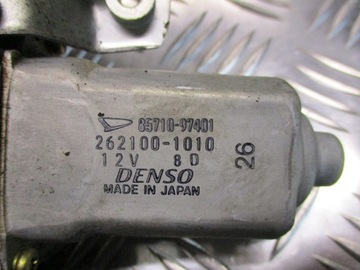 85710-97401
262100-1010
12V 8D
DENSO
MADE IN JAPAN
26